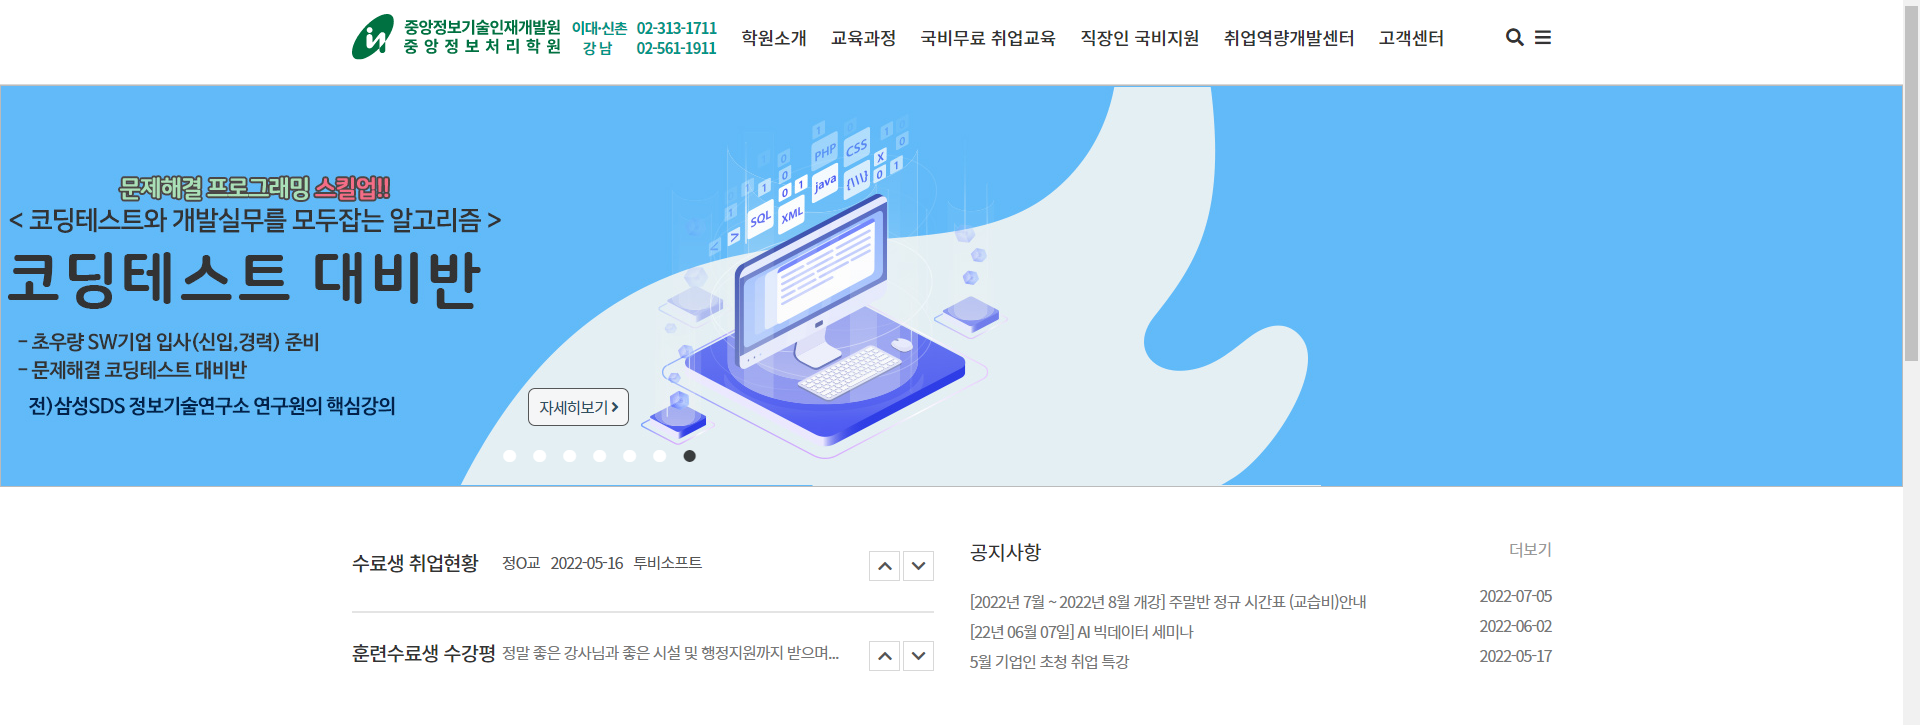 중앙정보기술인재개발원
중앙정보처리학원
이대·신촌 02-313-1711
강남 02-561-1911
학원소개 교육과정 국비무료 취업교육 직장인 국비지원 취업역량개발센터 고객센터
문제해결 프로그래밍 스킬업!!
< 코딩테스트와 개발실무를 모두잡는 알고리즘 >
코딩테스트 대비반
- 초우량 SW기업 입사(신입,경력) 준비
- 문제해결 코딩테스트 대비반
전)삼성SDS 정보기술연구소 연구원의 핵심강의
자세히보기
PHP CSS
java {\\\}
SQL XML
수료생 취업현황 정O교 2022-05-16 투비소프트
훈련수료생 수강평 정말 좋은 강사님과 좋은 시설 및 행정지원까지 받으며...
공지사항 더보기
[2022년 7월 ~ 2022년 8월 개강] 주말반 정규 시간표 (교습비)안내 2022-07-05
[22년 06월 07일] AI 빅데이터 세미나 2022-06-02
5월 기업인 초청 취업 특강 2022-05-17